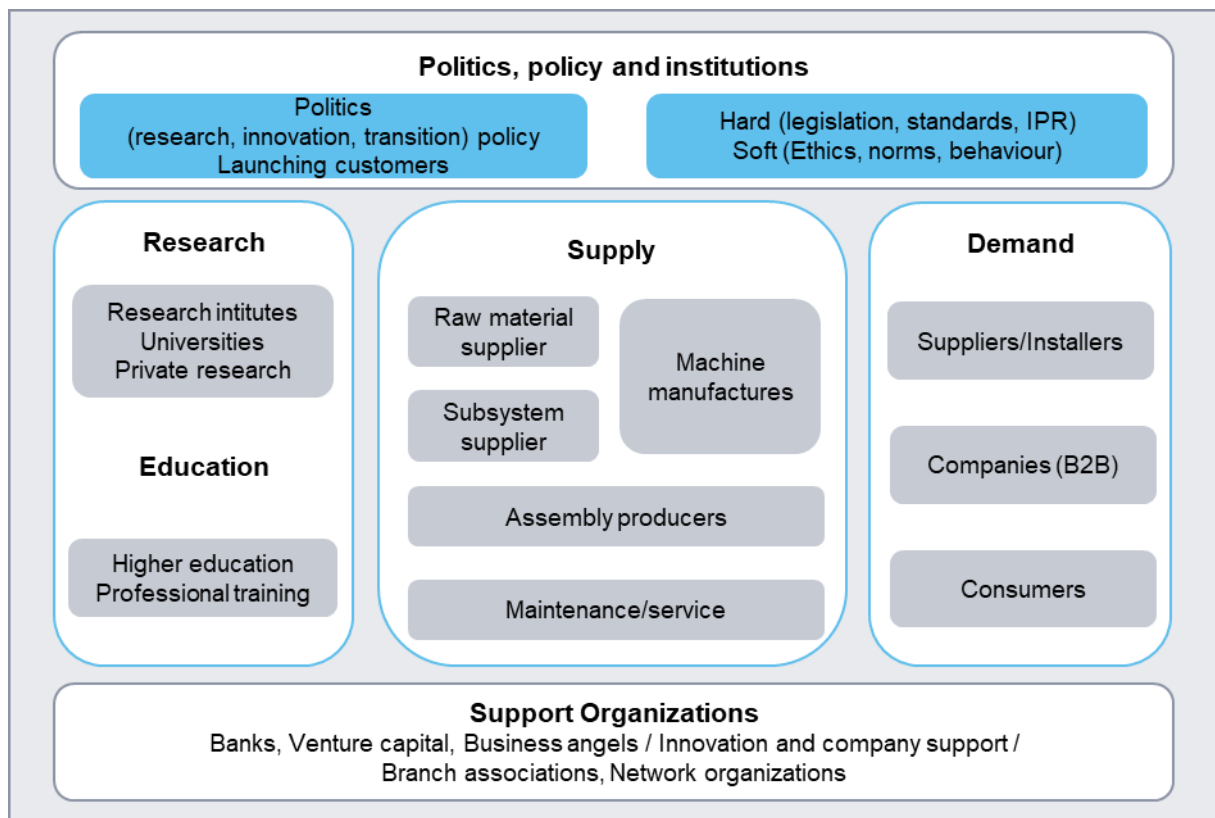 Politics, policy and institutions
Politics
(research, innovation, transition) policy
Launching customers
Hard (legislation, standards, IPR)
Soft (Ethics, norms, behaviour)
Research
Research intitutes
Universities
Private research
Education
Higher education
Professional training
Supply
Raw material
supplier
Machine
manufactures
Subsystem
supplier
Assembly producers
Maintenance/service
Demand
Suppliers/Installers
Companies (B2B)
Consumers
Support Organizations
Banks, Venture capital, Business angels / Innovation and company support /
Branch associations, Network organizations